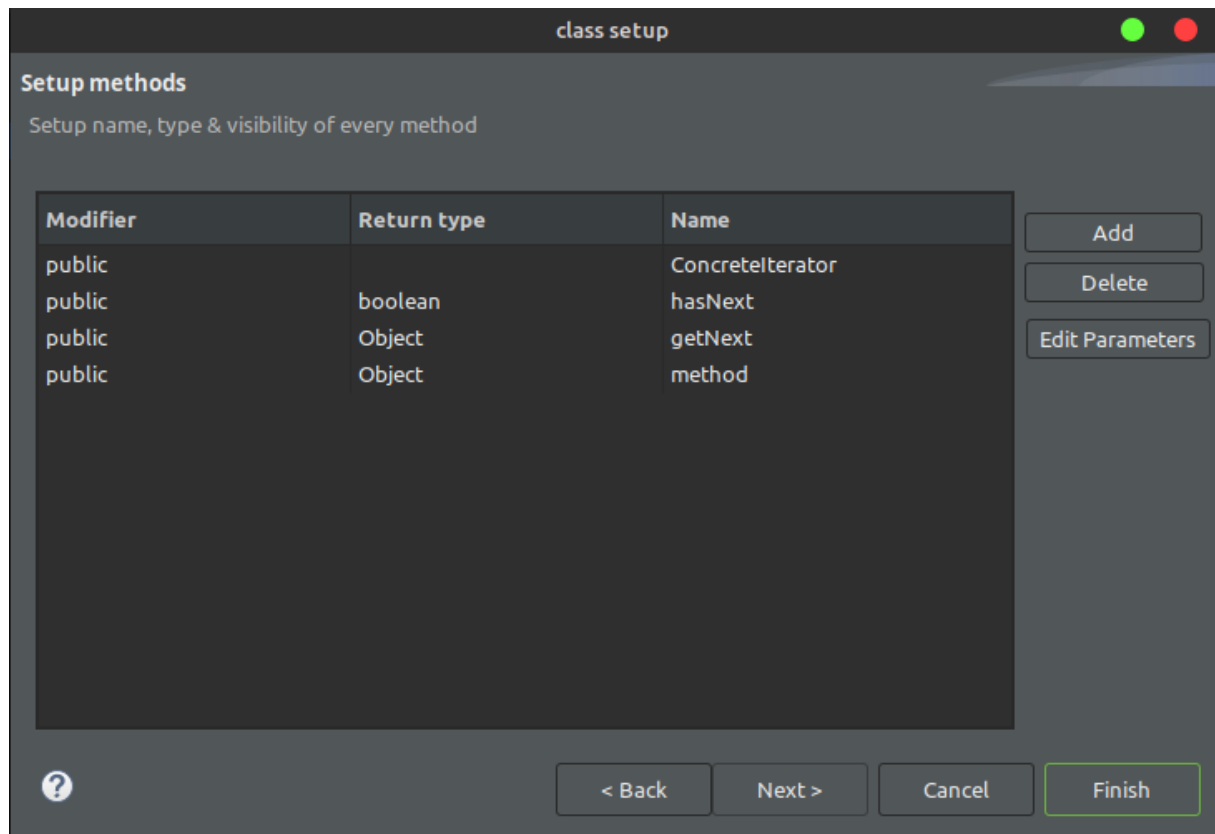 class setup
Setup methods
Setup name, type & visibility of every method
Modifier Return type Name
public ConcreteIterator
public boolean hasNext
public Object getNext
public Object method
Add
Delete
Edit Parameters
?
< Back Next > Cancel Finish